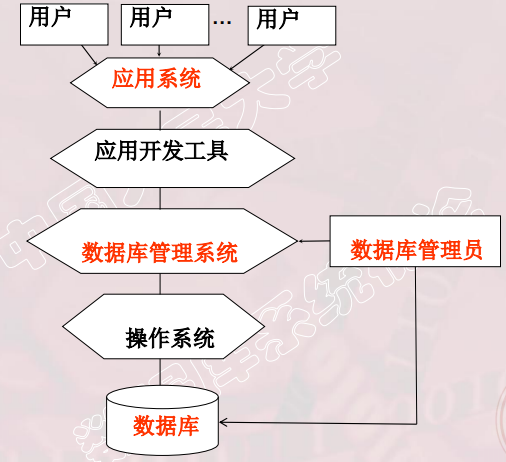 用户
用户
…
用户
应用系统
应用开发工具
数据库管理系统
数据库管理员
操作系统
数据库